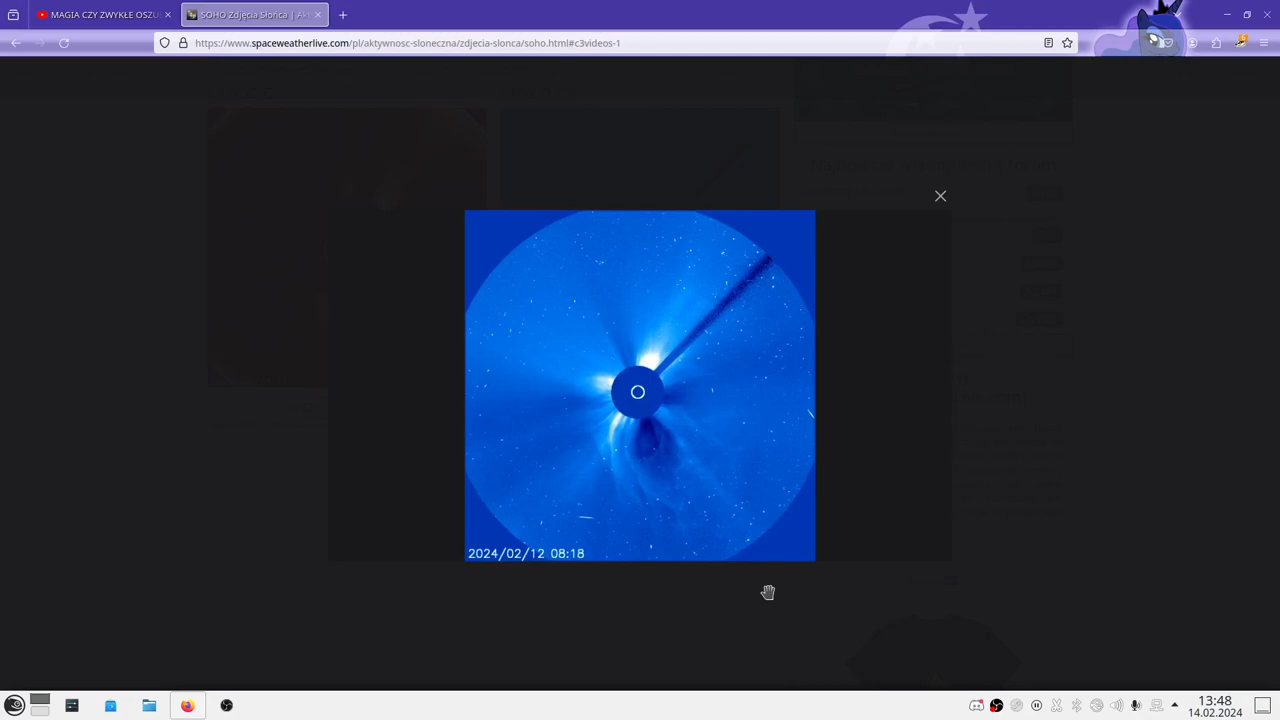 MAGIA CZY ZWYKŁE OSZU
SOHO Zdjęcia Słońca | Ak
https://www.spaceweatherlive.com/pl/aktywnosc-sloneczna/zdjecia-slonca/soho.html#c3videos-1
2024/02/12 08:18
13:48
14.02.2024